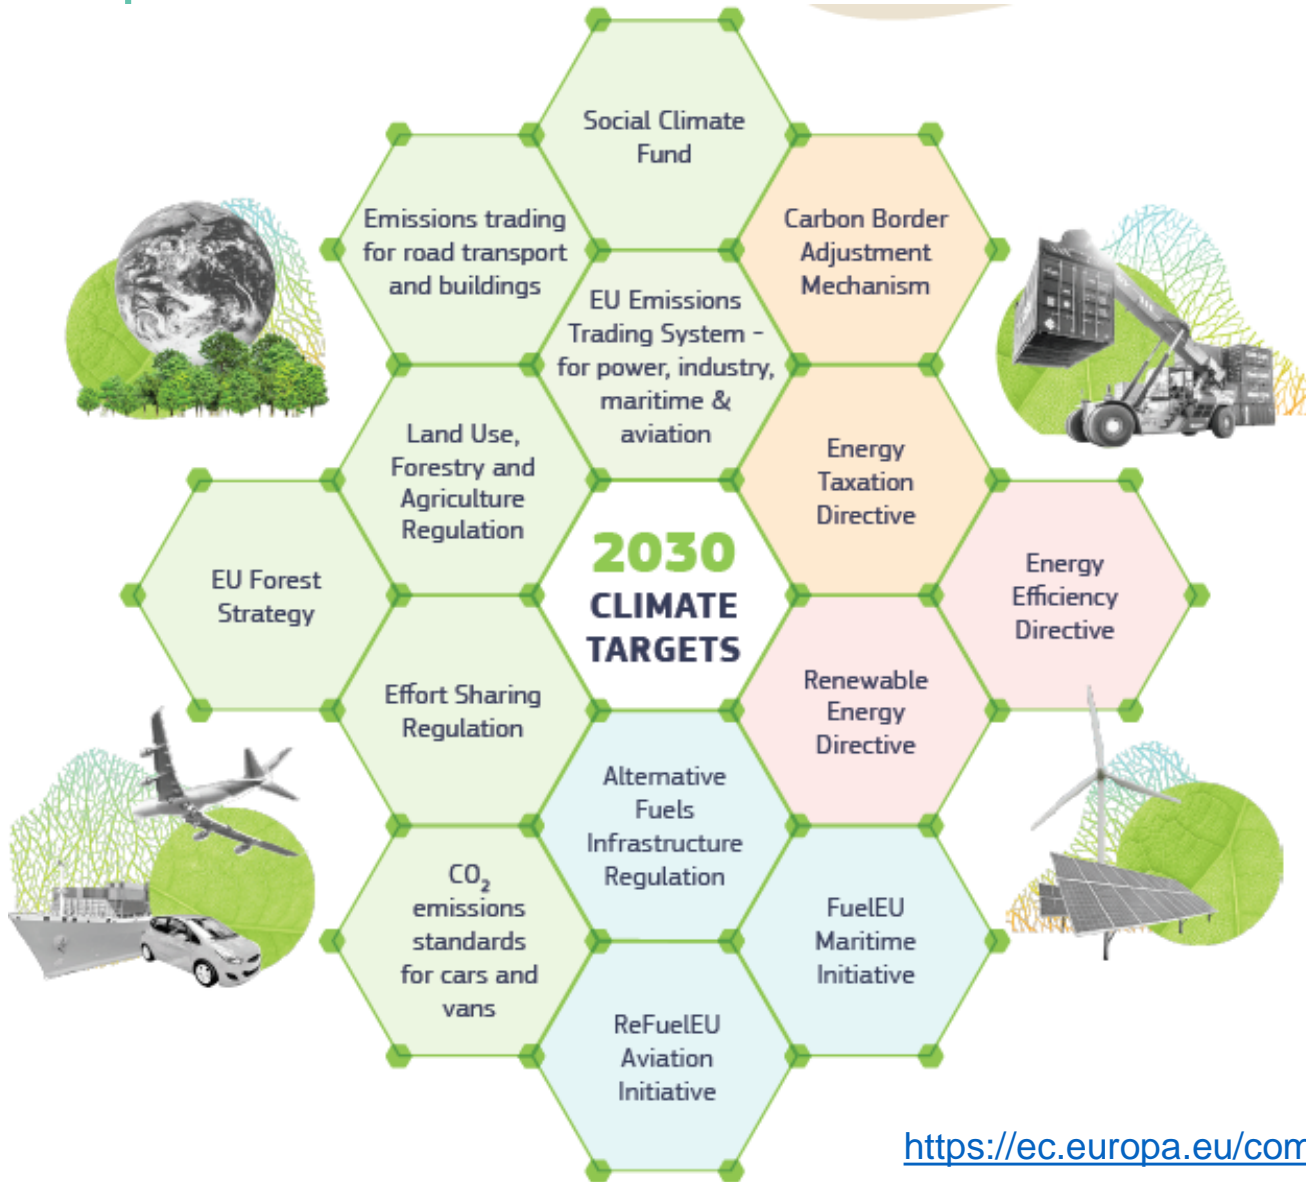 Social Climate
Fund
Emissions trading
for road transport
and buildings
Carbon Border
Adjustment
Mechanism
EU Emissions
Trading System -
for power, industry,
maritime &
aviation
Land Use,
Forestry and
Agriculture
Regulation
Energy
Taxation
Directive
EU Forest
Strategy
2030
CLIMATE
TARGETS
Energy
Efficiency
Directive
Effort Sharing
Regulation
Renewable
Energy
Directive
Alternative
Fuels
Infrastructure
Regulation
CO₂
emissions
standards
for cars and
vans
FuelEU
Maritime
Initiative
ReFuelEU
Aviation
Initiative
https://ec.europa.eu/com